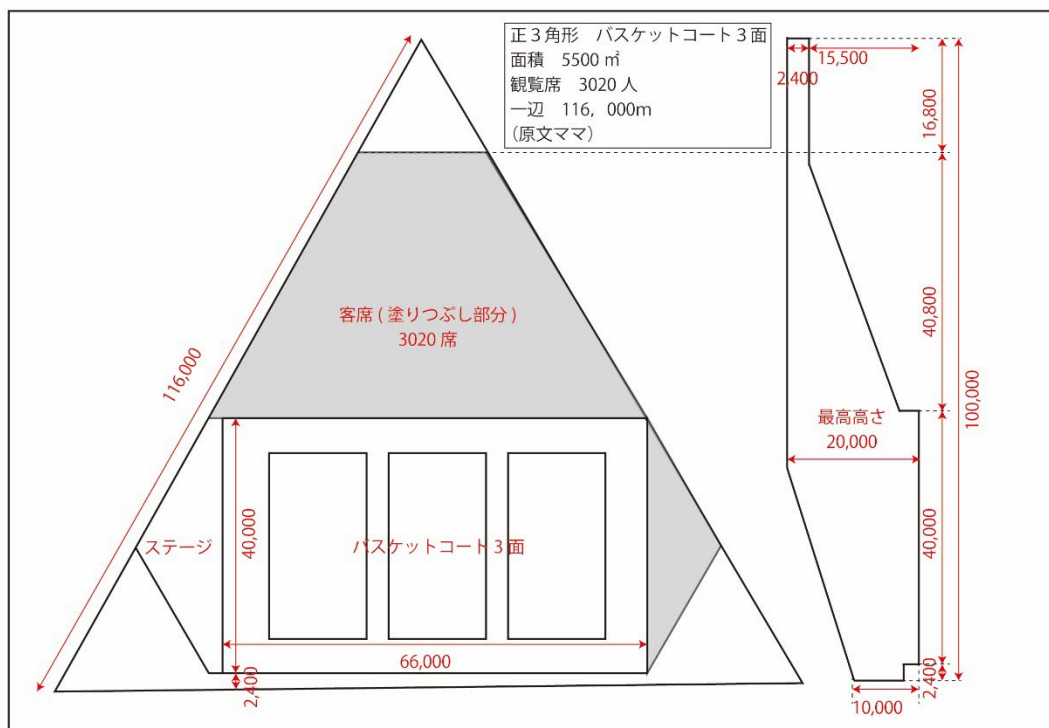 正３角形　バスケットコート３面
面積　5500 ㎡
観覧席　3020 人
一辺　116，000m
（原文ママ）
15,500
2,400
16,800
客席 ( 塗りつぶし部分 )
3020 席
116,000
40,800
100,000
最高高さ
20,000
ステージ
40,000
バスケットコート 3 面
40,000
66,000
2,400
2,400
10,000